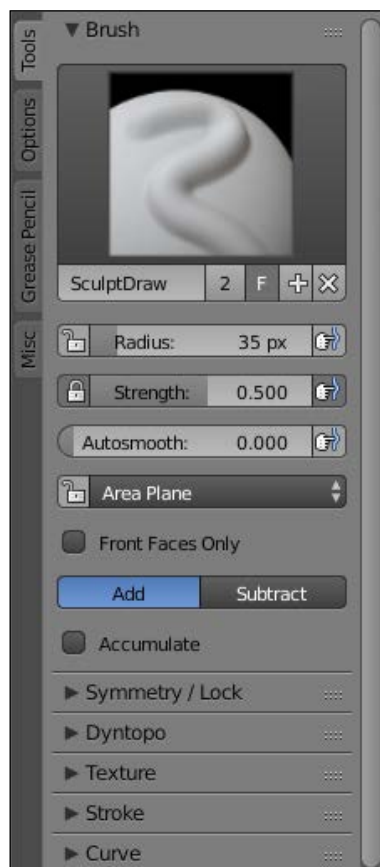 Tools
Options
Grease Pencil
Misc
Brush
SculptDraw 2 F
Radius: 35 px
Strength: 0.500
Autosmooth: 0.000
Area Plane
Front Faces Only
Add Subtract
Accumulate
Symmetry / Lock
Dyntopo
Texture
Stroke
Curve